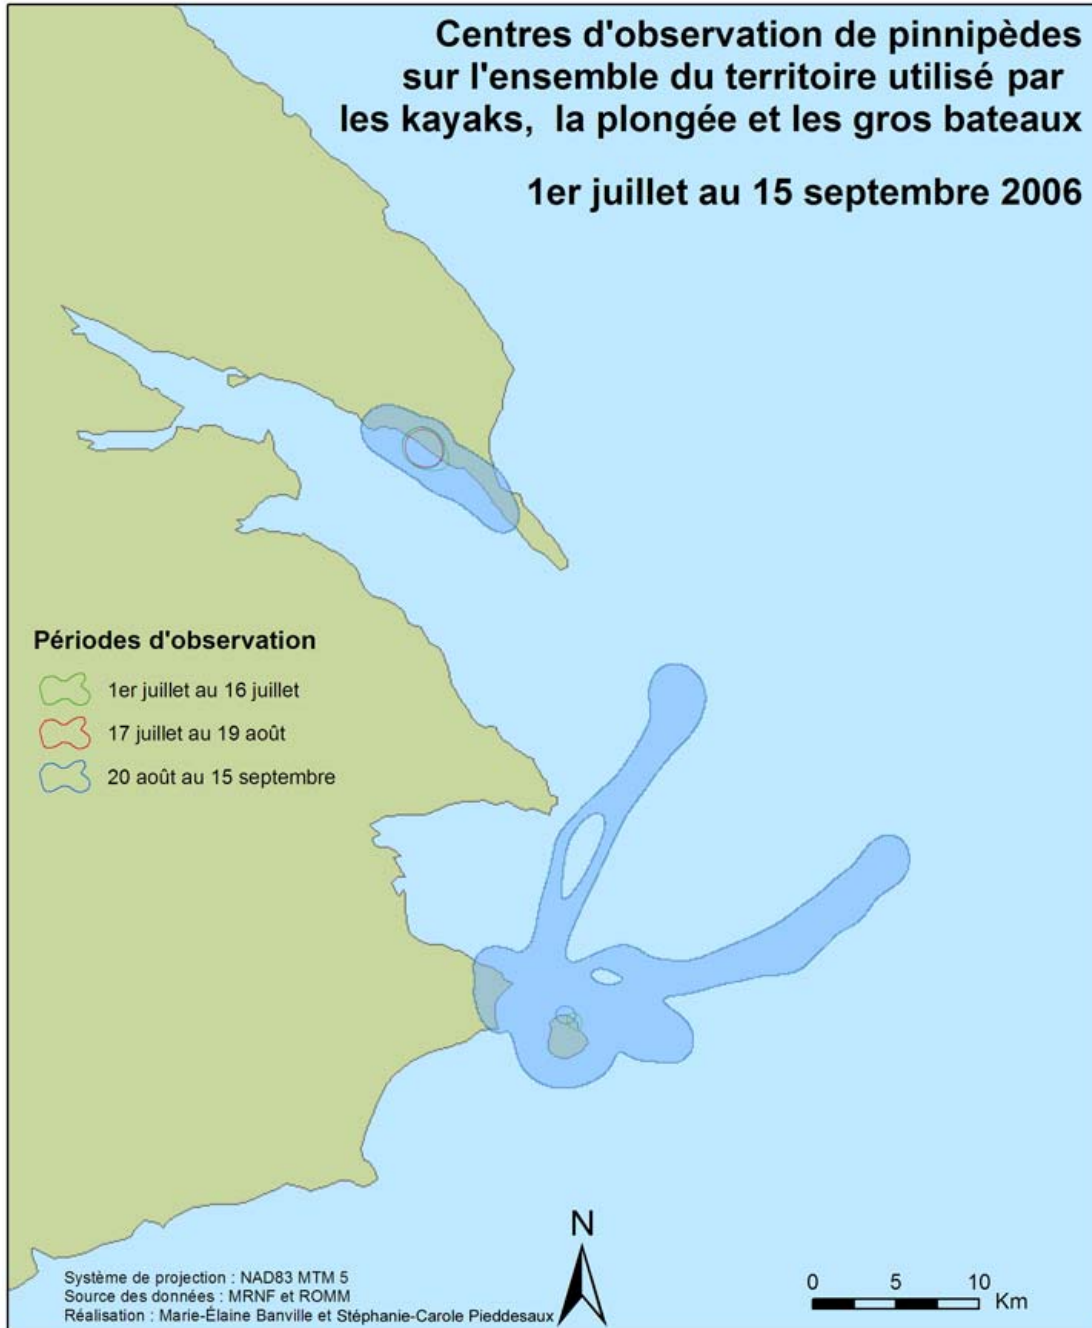 Centres d'observation de pinnipèdes
sur l'ensemble du territoire utilisé par
les kayaks, la plongée et les gros bateaux
1er juillet au 15 septembre 2006
Périodes d'observation
1er juillet au 16 juillet
17 juillet au 19 août
20 août au 15 septembre
N
Système de projection : NAD83 MTM 5
Source des données : MRNF et ROMM
Réalisation : Marie-Élaine Banville et Stéphanie-Carole Pieddesaux
0 5 10
Km